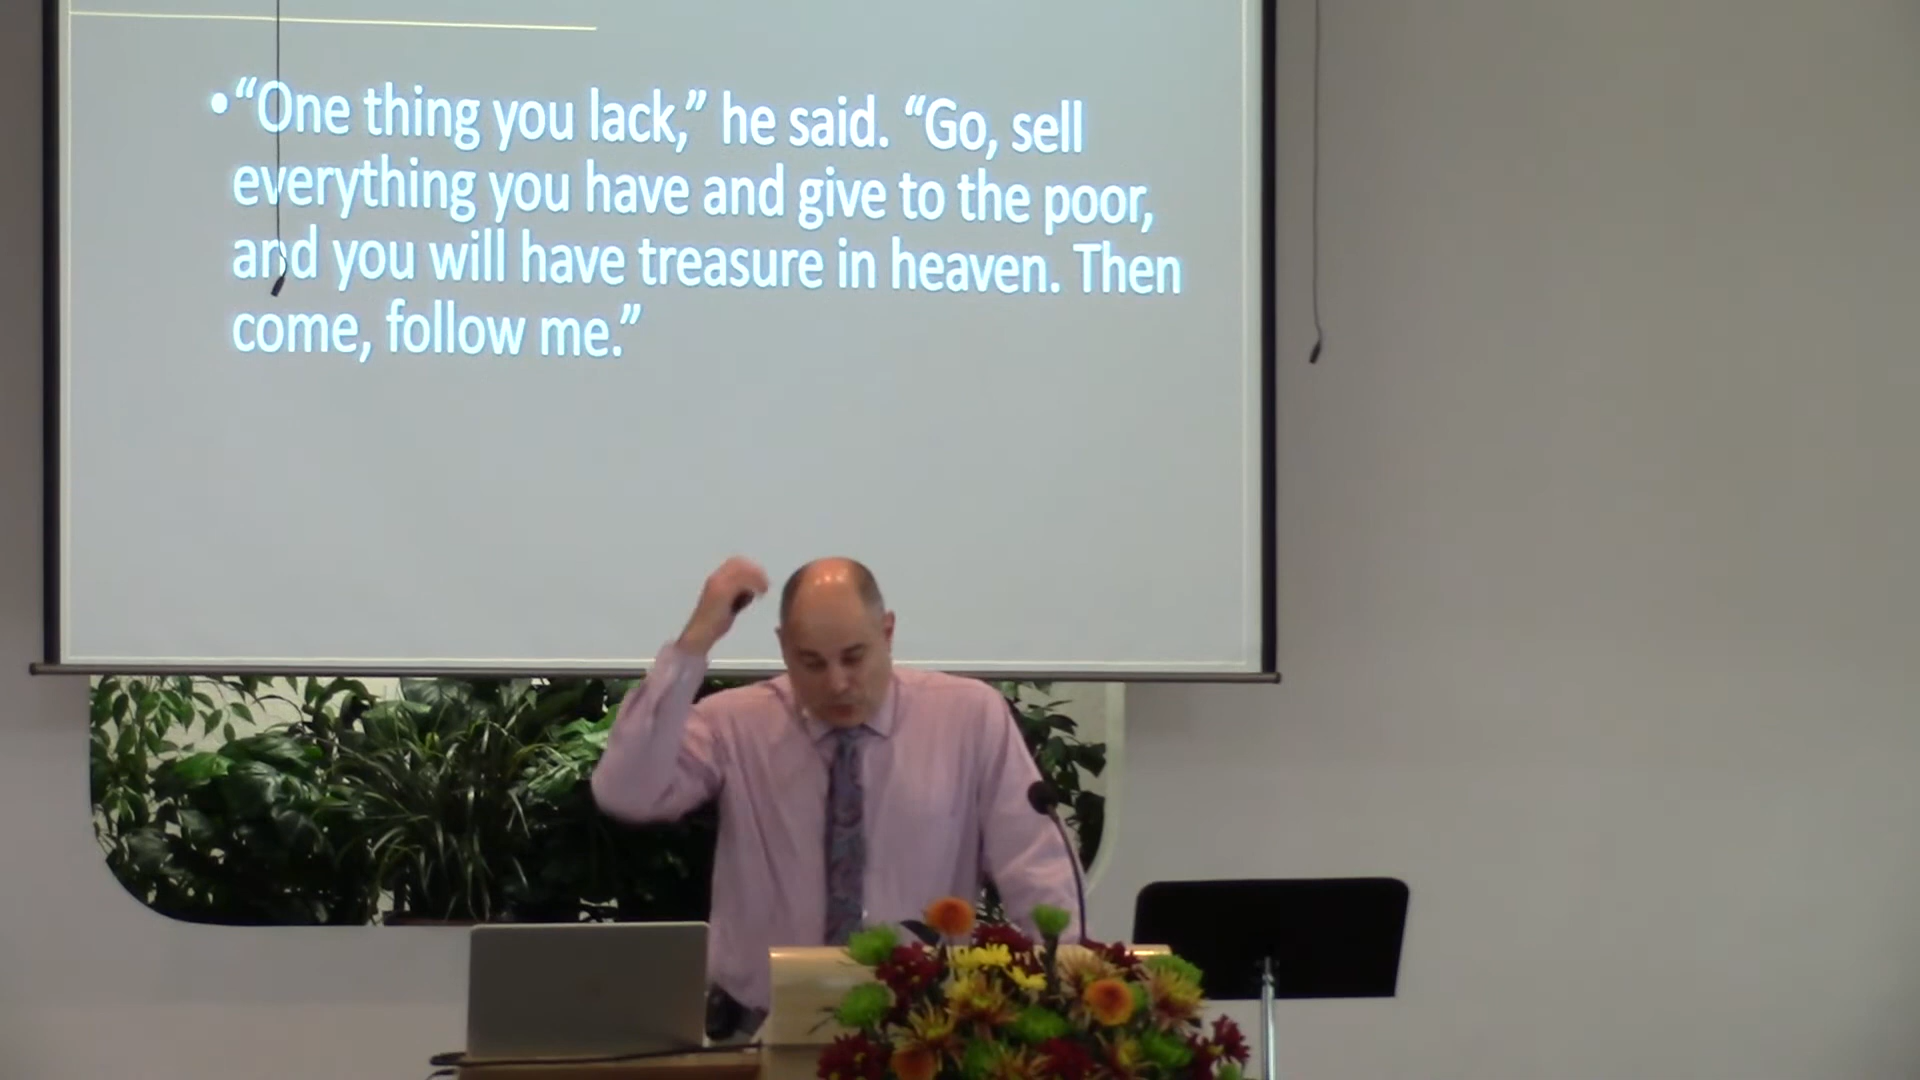 •“One thing you lack,” he said. “Go, sell
everything you have and give to the poor,
and you will have treasure in heaven. Then
come, follow me.”